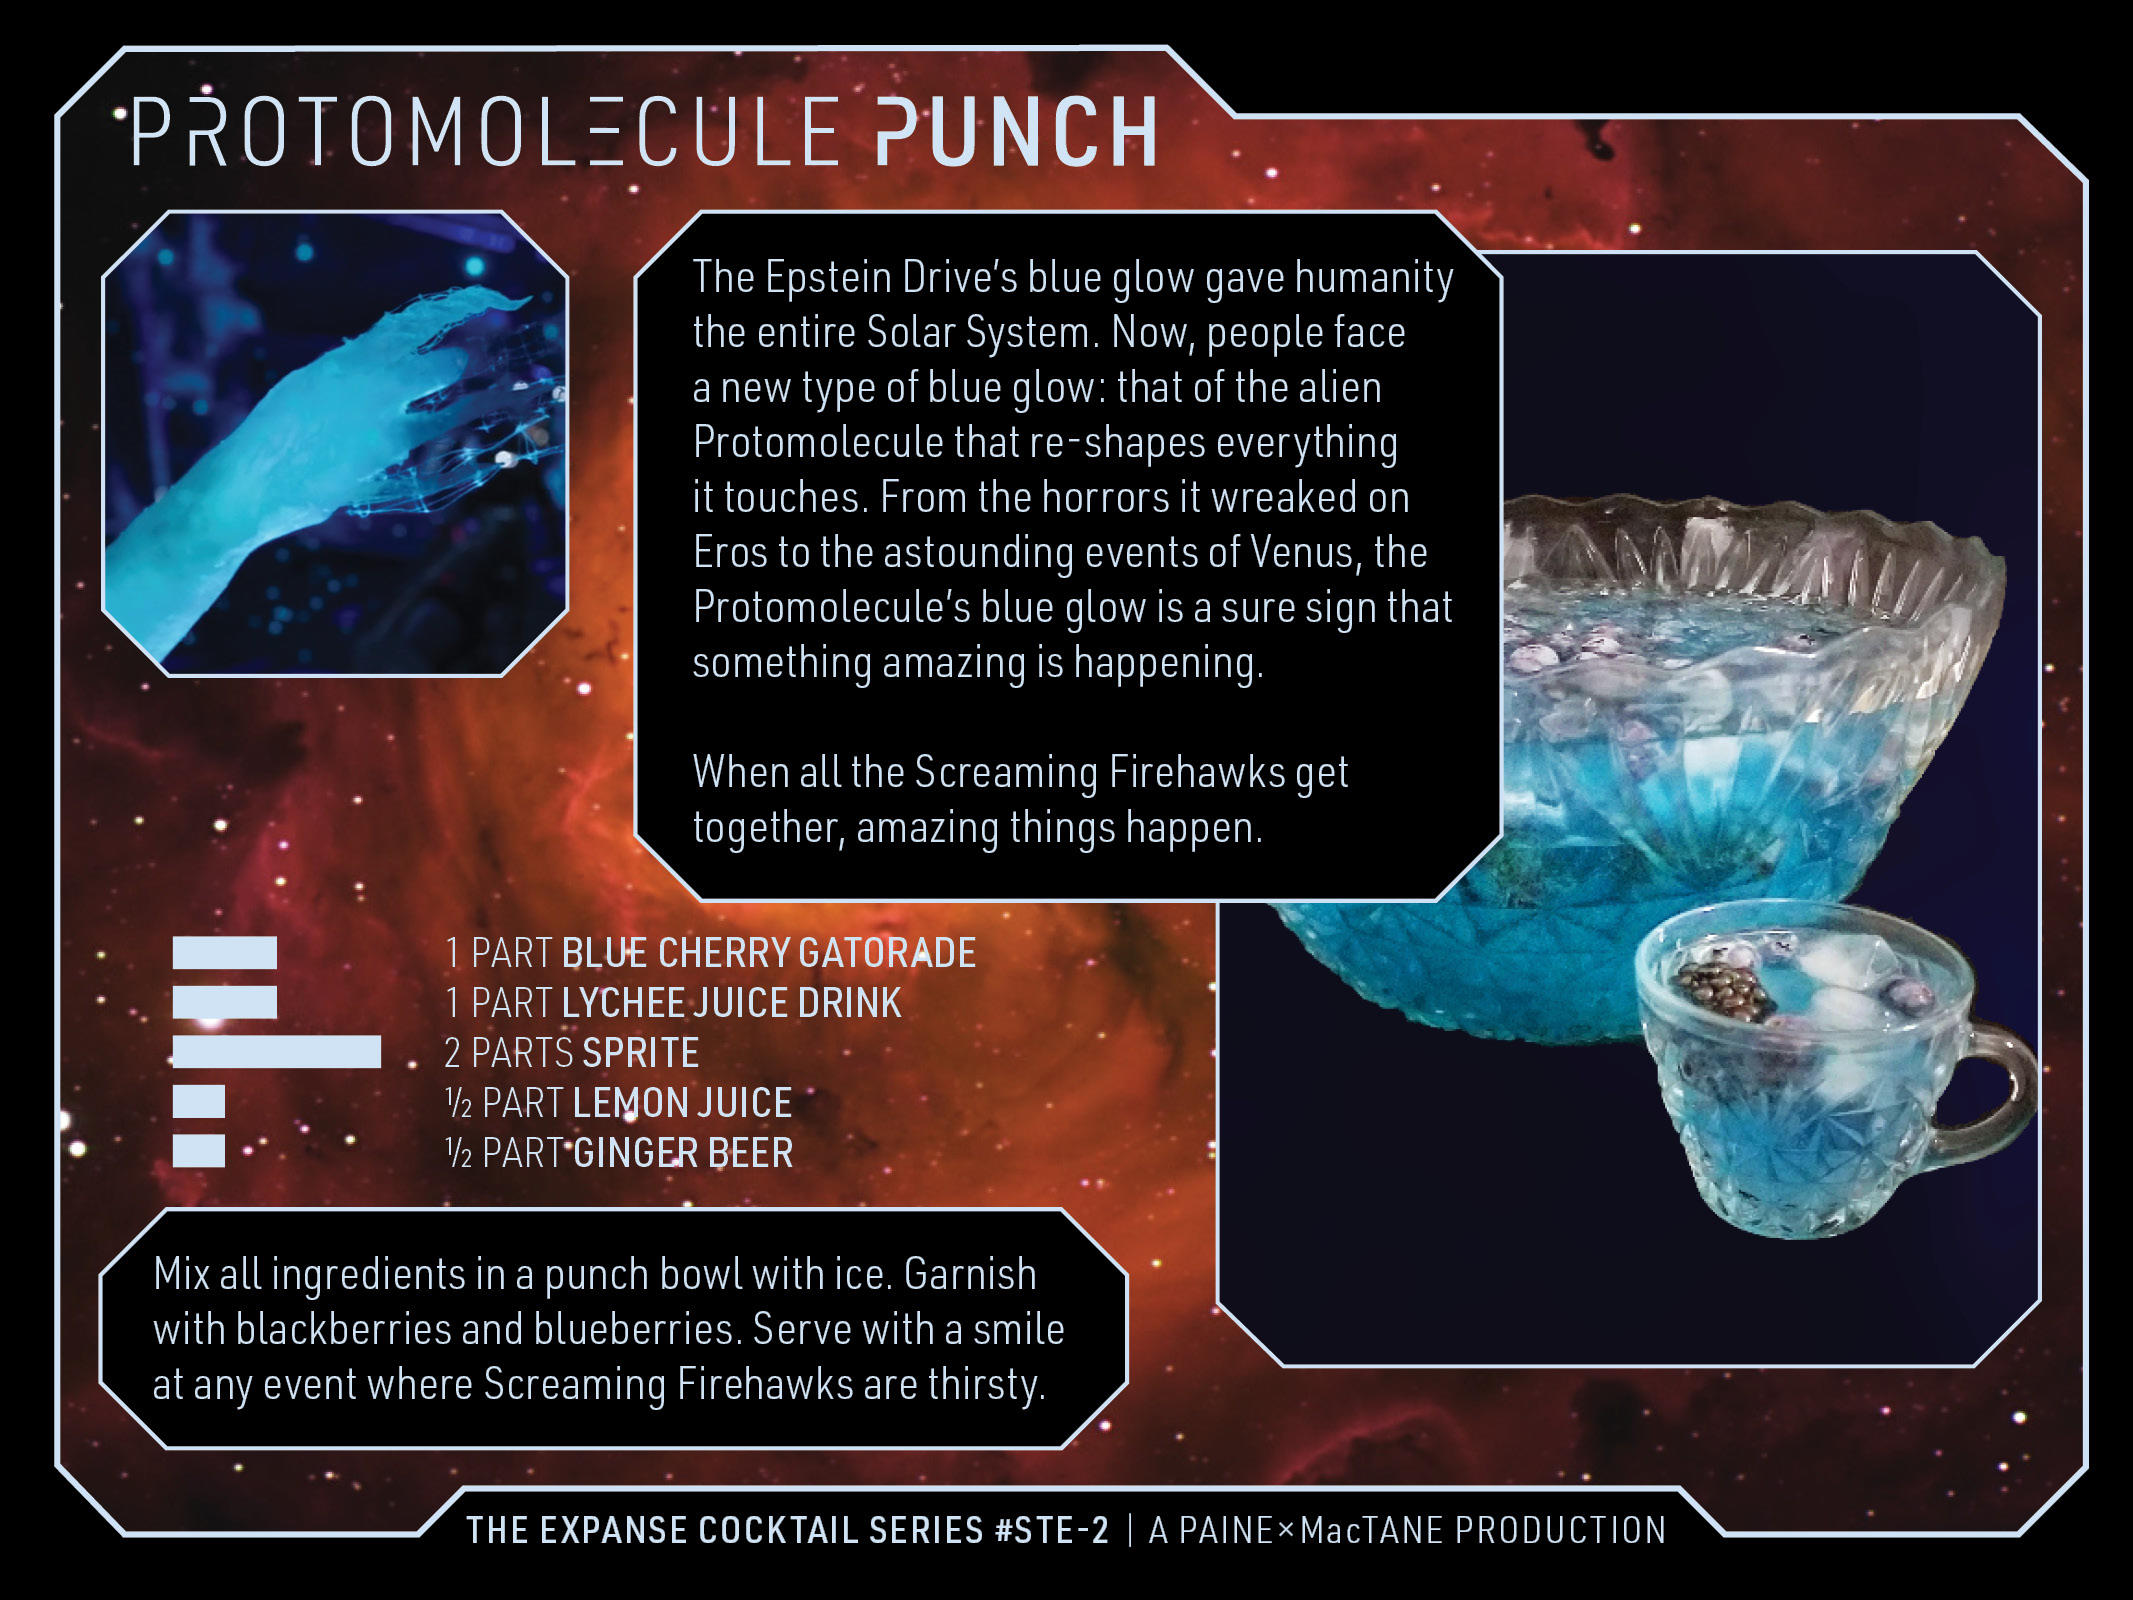 PROTOMOLECULE PUNCH
The Epstein Drive’s blue glow gave humanity
the entire Solar System. Now, people face
a new type of blue glow: that of the alien
Protomolecule that re-shapes everything
it touches. From the horrors it wreaked on
Eros to the astounding events of Venus, the
Protomolecule’s blue glow is a sure sign that
something amazing is happening.
When all the Screaming Firehawks get
together, amazing things happen.
1 PART BLUE CHERRY GATORADE
1 PART LYCHEE JUICE DRINK
2 PARTS SPRITE
½ PART LEMON JUICE
½ PART GINGER BEER
Mix all ingredients in a punch bowl with ice. Garnish
with blackberries and blueberries. Serve with a smile
at any event where Screaming Firehawks are thirsty.
THE EXPANSE COCKTAIL SERIES #STE-2 | A PAINE×MacTANE PRODUCTION